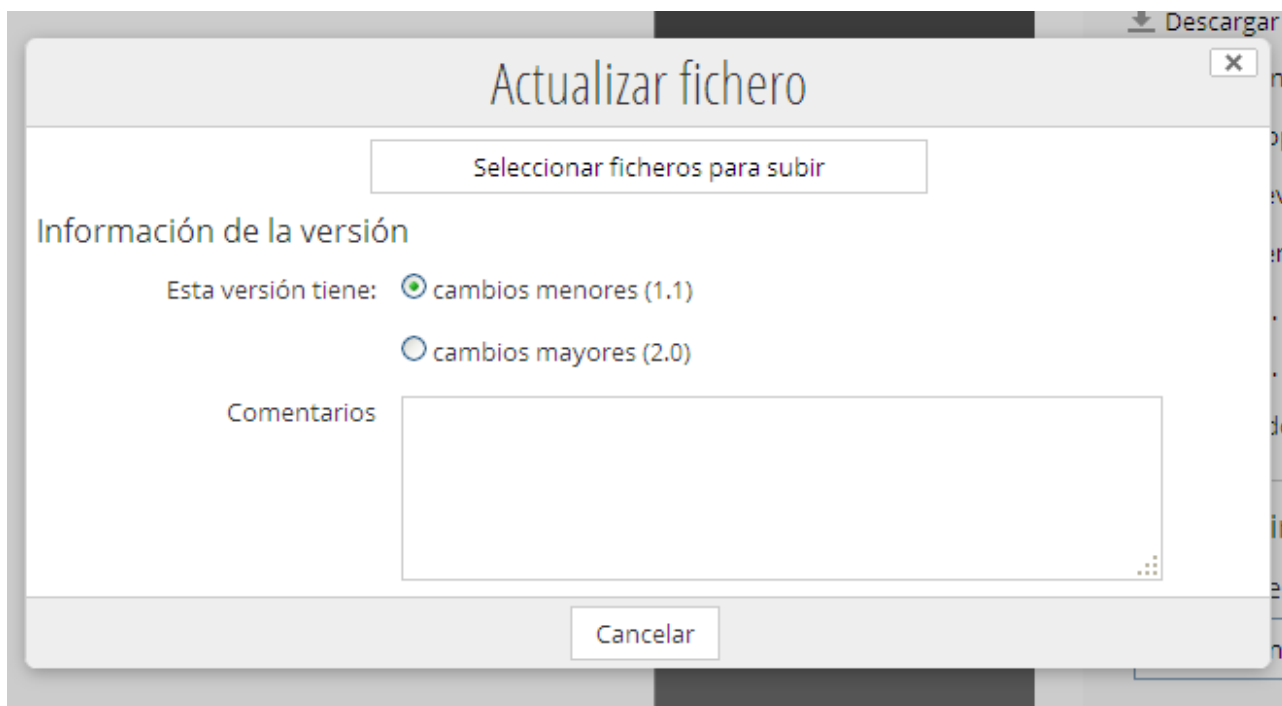 Descargar
Actualizar fichero
Seleccionar ficheros para subir
Información de la versión
Esta versión tiene: cambios menores (1.1)
cambios mayores (2.0)
Comentarios
Cancelar